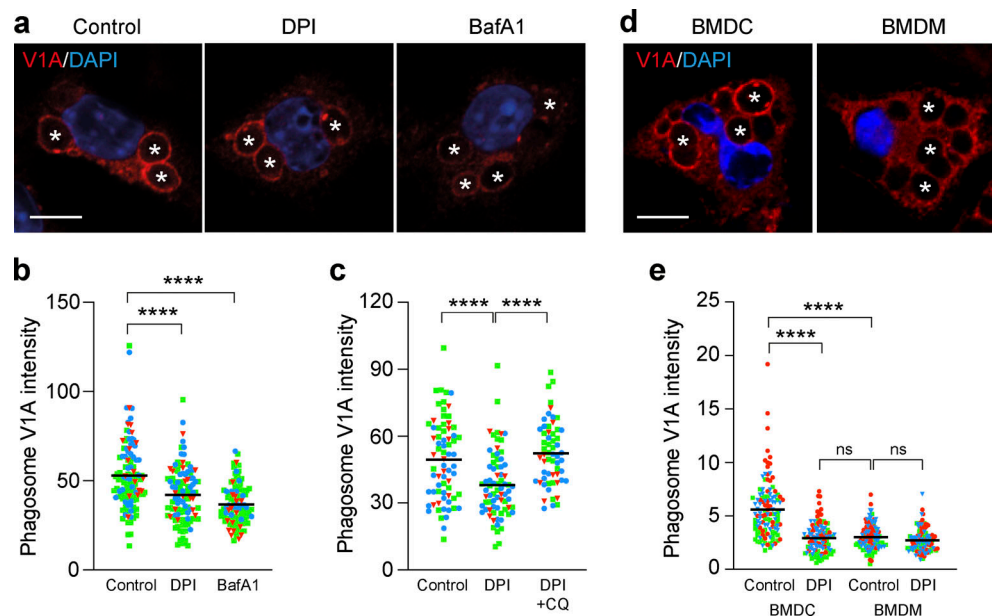 a
Control
DPI
BafA1
V1A/DAPI
*
*
*
*
*
*
*
*
*
*
d
BMDC
BMDM
V1A/DAPI
*
*
*
*
*
*
b
Phagosome V1A intensity
150
100
50
0
****
****
Control
DPI
BafA1
c
Phagosome V1A intensity
120
90
60
30
0
****
****
Control
DPI
DPI
+CQ
e
Phagosome V1A intensity
25
20
15
10
5
0
****
****
ns
ns
Control
DPI
Control
DPI
BMDC
BMDM